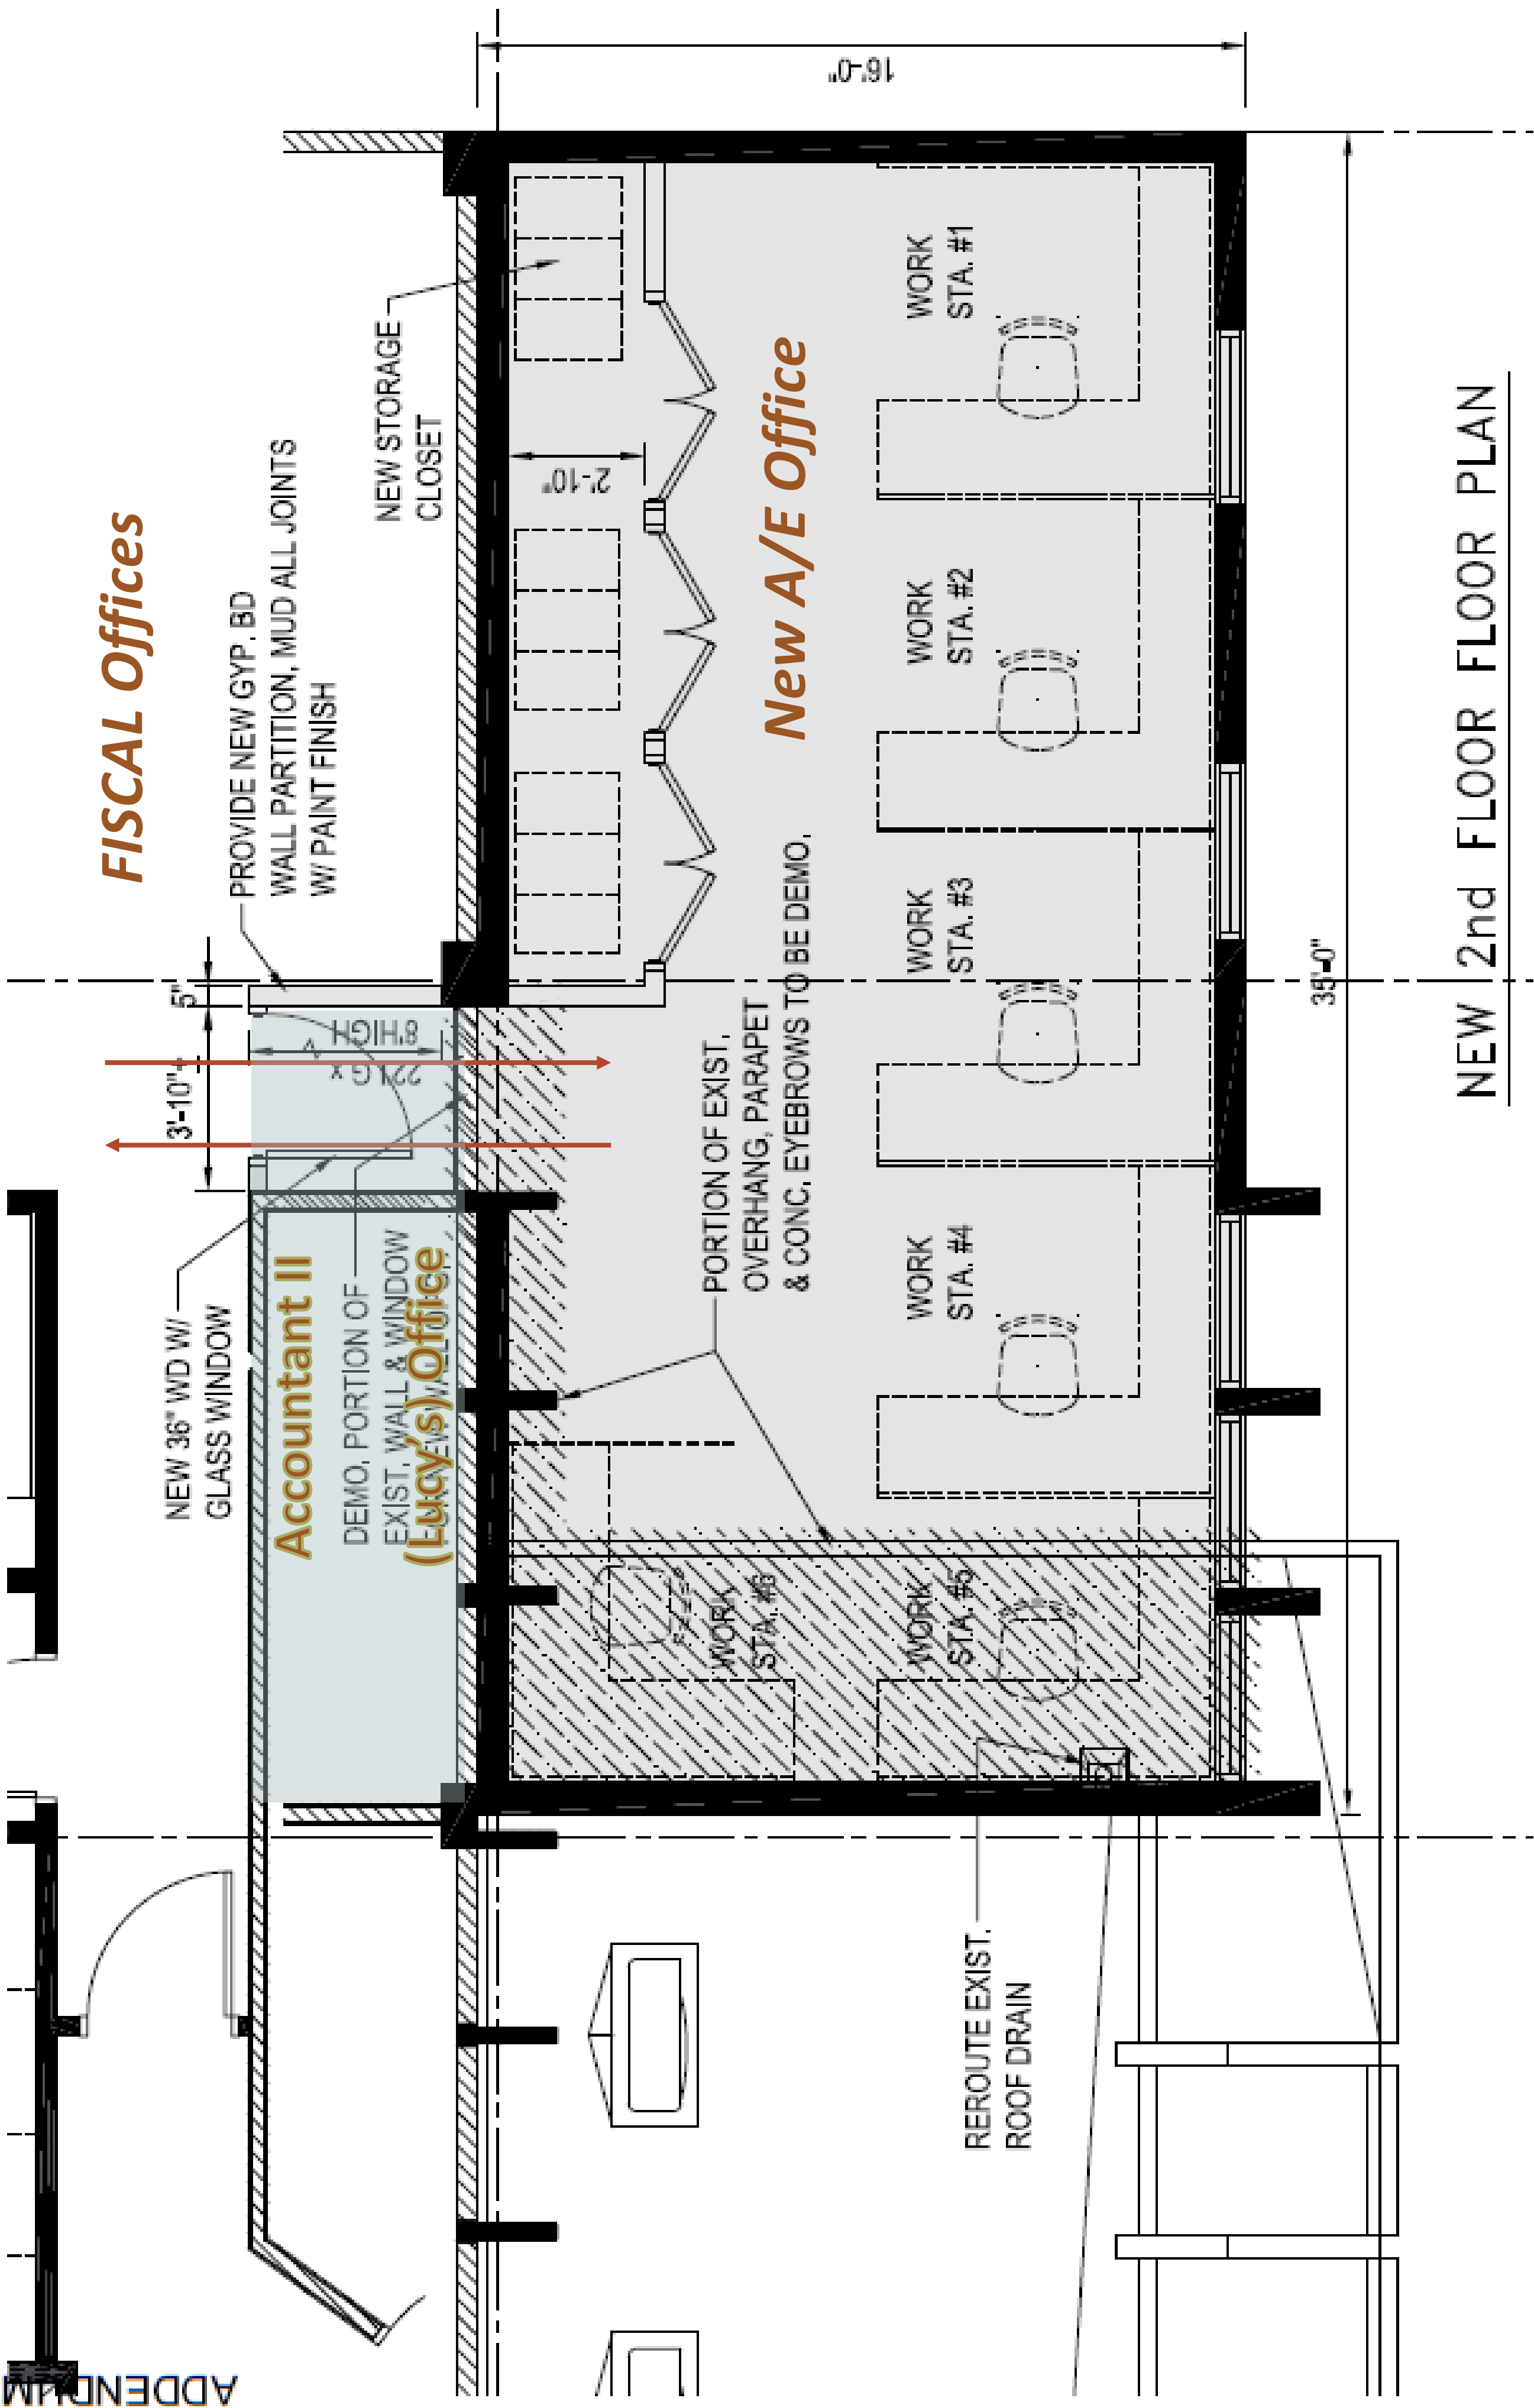 FISCAL Offices
PROVIDE NEW GYP. BD
WALL PARTITION, MUD ALL JOINTS
W/ PAINT FINISH
NEW STORAGE
CLOSET
5"
3'-10"
8'HIGH
NEW 36" WD W/
GLASS WINDOW
Accountant II
DEMO. PORTION OF
EXIST. WALL & WINDOW
(Lucy's) Office
2'-10"
16'-0"
New A/E Office
PORTION OF EXIST.
OVERHANG, PARAPET
& CONC. EYEBROWS TO BE DEMO.
WORK
STA. #6
WORK
STA. #5
WORK
STA. #4
WORK
STA. #3
WORK
STA. #2
WORK
STA. #1
REROUTE EXIST.
ROOF DRAIN
35'-0"
NEW 2nd FLOOR FLOOR PLAN
ADDENDUM